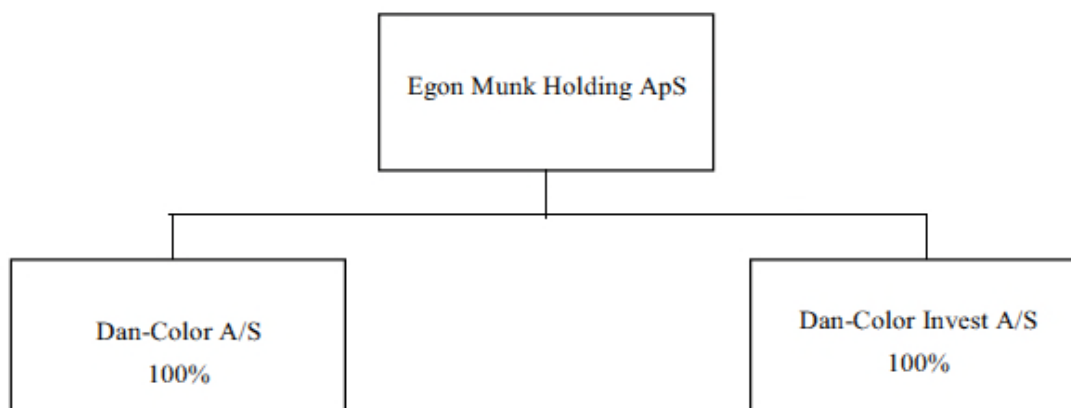 Egon Munk Holding ApS
Dan-Color A/S
100%
Dan-Color Invest A/S
100%